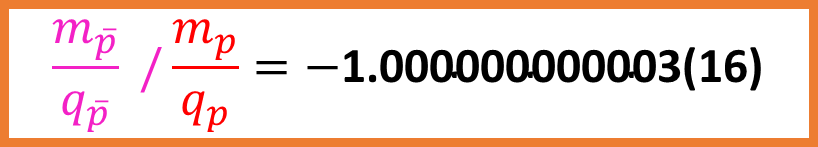 m_p̄/q_p̄ / m_p/q_p = −1.000000000003(16)